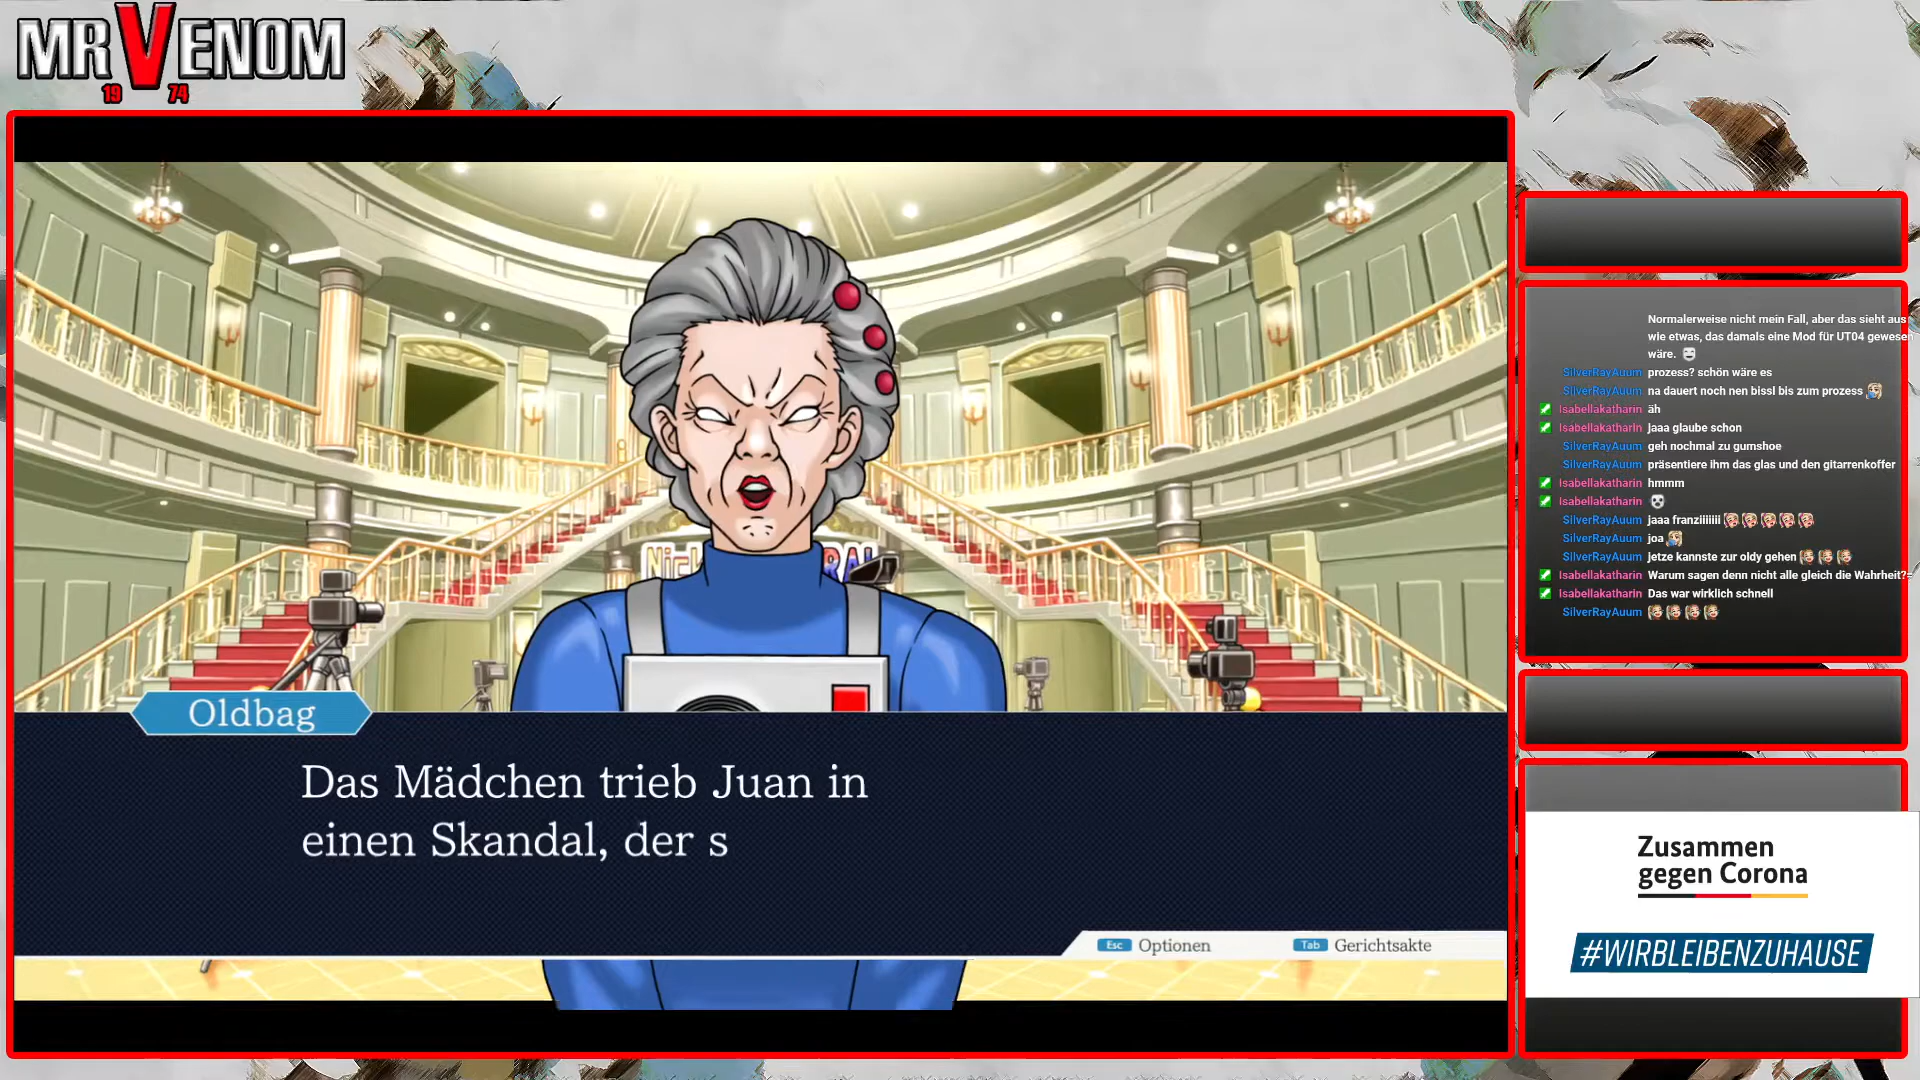 MR VENOM
19 74
Nick
RAL
Oldbag
Das Mädchen trieb Juan in
einen Skandal, der s
Esc Optionen Tab Gerichtsakte
Normalerweise nicht mein Fall, aber das sieht aus
wie etwas, das damals eine Mod für UT04 gewesen
wäre.
SilverRayAuum prozess? schön wäre es
SilverRayAuum na dauert noch nen bissl bis zum prozess
Isabellakatharin äh
Isabellakatharin Jaaa glaube schon
SilverRayAuum geh nochmal zu gumshoe
SilverRayAuum präsentiere ihm das glas und den gitarrenkoffer
Isabellakatharin hmmm
Isabellakatharin
SilverRayAuum jaaa franziiiiiii
SilverRayAuum joa
SilverRayAuum Jetze kannste zur oldy gehen
Isabellakatharin Warum sagen denn nicht alle gleich die Wahrheit?
Isabellakatharin Das war wirklich schnell
SilverRayAuum
Zusammen
gegen Corona
#WIRBLEIBENZUHAUSE